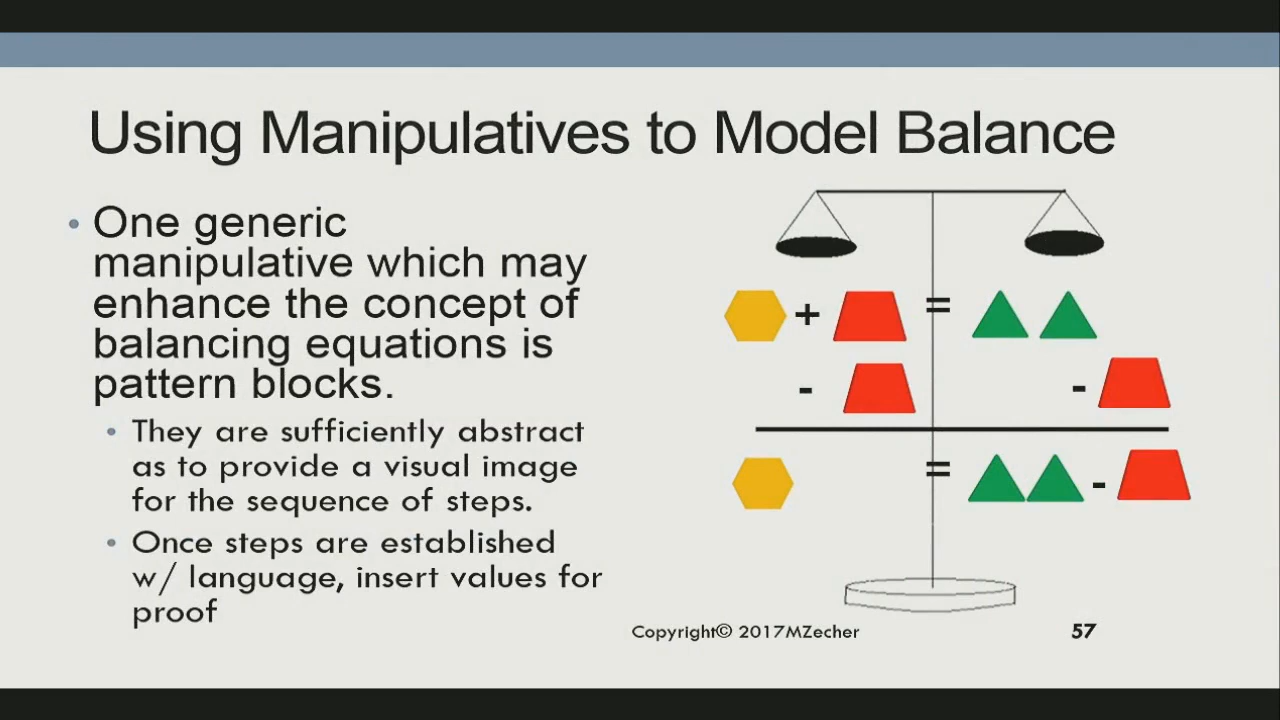 Using Manipulatives to Model Balance
• One generic
manipulative which may
enhance the concept of
balancing equations is
pattern blocks.
• They are sufficiently abstract
as to provide a visual image
for the sequence of steps.
• Once steps are established
w/ language, insert values for
proof
+ =
- -
= -
Copyright© 2017MZecher 57